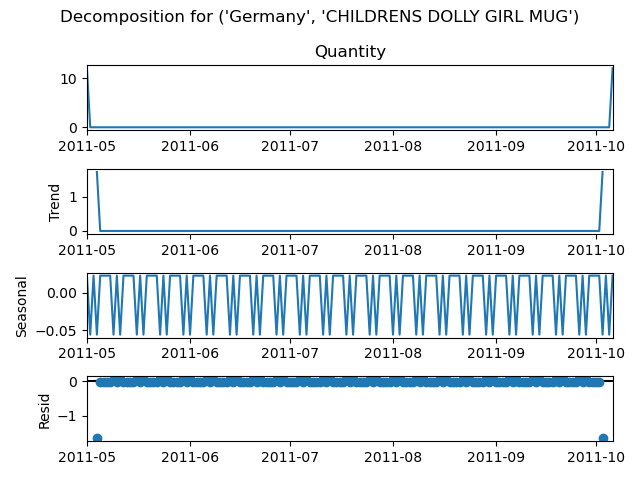 Decomposition for ('Germany', 'CHILDRENS DOLLY GIRL MUG')
Quantity
10
0
2011-05 2011-06 2011-07 2011-08 2011-09 2011-10
Trend
1
0
2011-05 2011-06 2011-07 2011-08 2011-09 2011-10
Seasonal
0.00
−0.05
2011-05 2011-06 2011-07 2011-08 2011-09 2011-10
Resid
0
−1
2011-05 2011-06 2011-07 2011-08 2011-09 2011-10